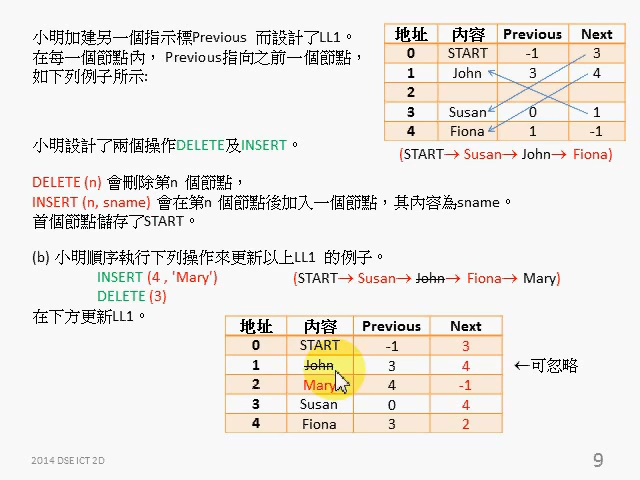 小明加建另一個指示標Previous 而設計了LL1。
在每一個節點內， Previous指向之前一個節點，
如下列例子所示:
地址 內容 Previous Next
0 START -1 3
1 John 3 4
2
3 Susan 0 1
4 Fiona 1 -1
(START→ Susan→ John→ Fiona)
小明設計了兩個操作DELETE及INSERT。
DELETE (n) 會刪除第n 個節點，
INSERT (n, sname) 會在第n 個節點後加入一個節點，其內容為sname。
首個節點儲存了START。
(b) 小明順序執行下列操作來更新以上LL1 的例子。
INSERT (4 , 'Mary') (START→ Susan→ John→ Fiona→ Mary)
DELETE (3)
在下方更新LL1。
地址 內容 Previous Next
0 START -1 3
1 John 3 4 ←可忽略
2 Mary 4 -1
3 Susan 0 4
4 Fiona 3 2
2014 DSE ICT 2D 9